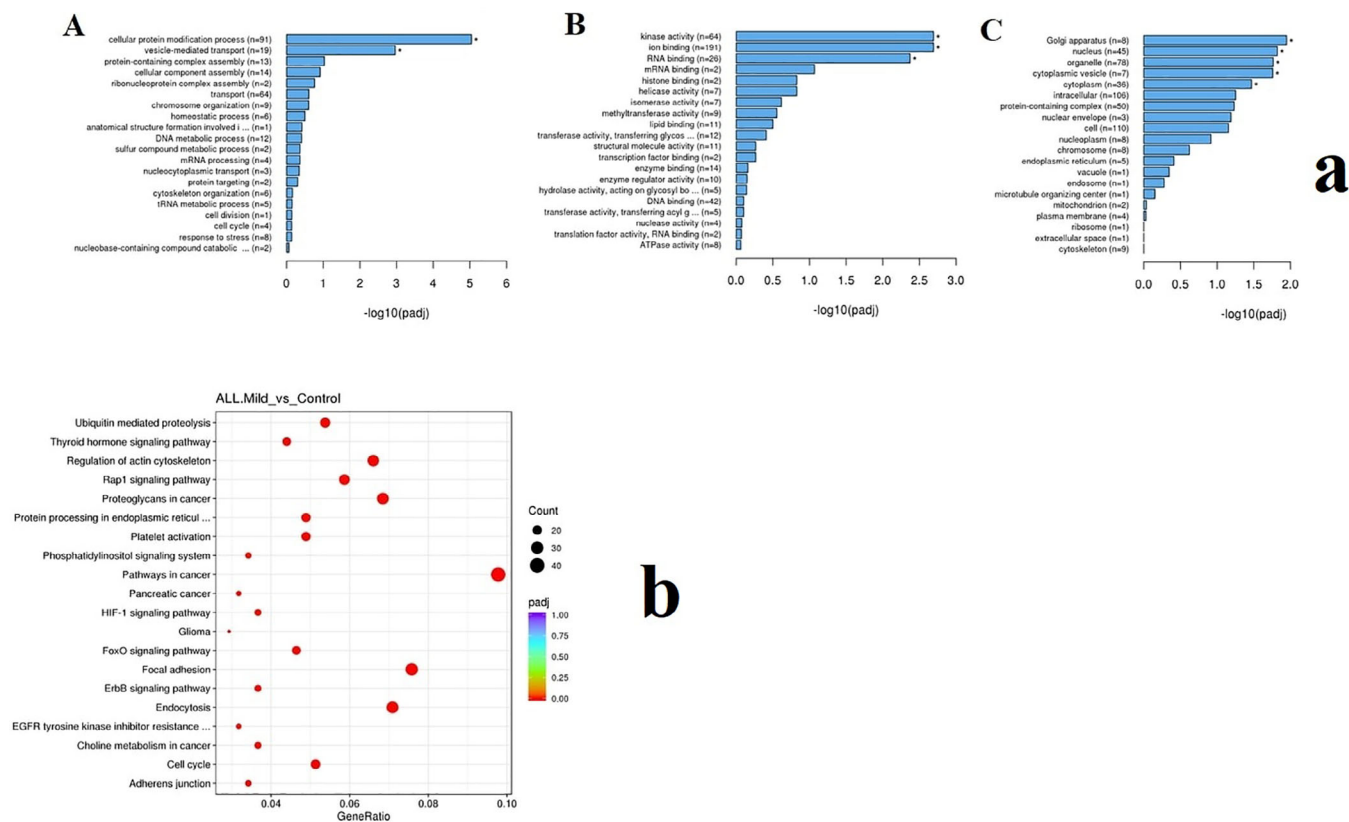 A
cellular protein modification process (n=91)
vesicle-mediated transport (n=19)
protein-containing complex assembly (n=13)
cellular component assembly (n=14)
ribonucleoprotein complex assembly (n=2)
transport (n=64)
chromosome organization (n=9)
homeostatic process (n=6)
anatomical structure formation involved i ... (n=1)
DNA metabolic process (n=12)
sulfur compound metabolic process (n=2)
mRNA processing (n=4)
nucleocytoplasmic transport (n=3)
protein targeting (n=2)
cytoskeleton organization (n=6)
tRNA metabolic process (n=5)
cell division (n=1)
cell cycle (n=4)
response to stress (n=8)
nucleobase-containing compound catabolic ... (n=2)
0 1 2 3 4 5 6
-log10(padj)
B
kinase activity (n=64)
ion binding (n=191)
RNA binding (n=26)
mRNA binding (n=2)
histone binding (n=2)
helicase activity (n=7)
isomerase activity (n=7)
methyltransferase activity (n=9)
lipid binding (n=11)
transferase activity, transferring glycos ... (n=12)
structural molecule activity (n=11)
transcription factor binding (n=2)
enzyme binding (n=14)
enzyme regulator activity (n=10)
hydrolase activity, acting on glycosyl bo ... (n=5)
DNA binding (n=42)
transferase activity, transferring acyl g ... (n=5)
nuclease activity (n=4)
translation factor activity, RNA binding (n=2)
ATPase activity (n=8)
0.0 0.5 1.0 1.5 2.0 2.5 3.0
-log10(padj)
C
Golgi apparatus (n=8)
nucleus (n=45)
organelle (n=78)
cytoplasmic vesicle (n=7)
cytoplasm (n=36)
intracellular (n=106)
protein-containing complex (n=50)
nuclear envelope (n=3)
cell (n=110)
nucleoplasm (n=8)
chromosome (n=8)
endoplasmic reticulum (n=5)
vacuole (n=1)
endosome (n=1)
microtubule organizing center (n=1)
mitochondrion (n=2)
plasma membrane (n=4)
ribosome (n=1)
extracellular space (n=1)
cytoskeleton (n=9)
0.0 0.5 1.0 1.5 2.0
-log10(padj)
a
ALL.Mild_vs_Control
Ubiquitin mediated proteolysis
Thyroid hormone signaling pathway
Regulation of actin cytoskeleton
Rap1 signaling pathway
Proteoglycans in cancer
Protein processing in endoplasmic reticul ...
Platelet activation
Phosphatidylinositol signaling system
Pathways in cancer
Pancreatic cancer
HIF-1 signaling pathway
Glioma
FoxO signaling pathway
Focal adhesion
ErbB signaling pathway
Endocytosis
EGFR tyrosine kinase inhibitor resistance ...
Choline metabolism in cancer
Cell cycle
Adherens junction
0.04 0.06 0.08 0.10
GeneRatio
Count
20
30
40
padj
1.00
0.75
0.50
0.25
0.00
b